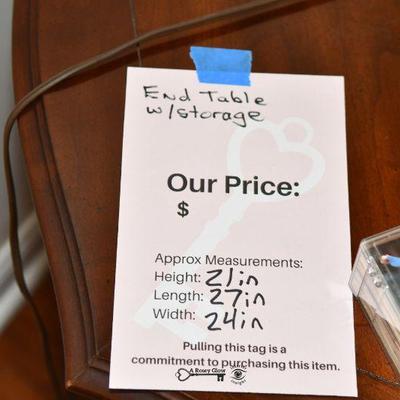 End Table
w/storage
Our Price:
$
Approx Measurements:
Height: 21in
Length: 27in
Width: 24in
Pulling this tag is a
commitment to purchasing this item.
A Rosey Glow